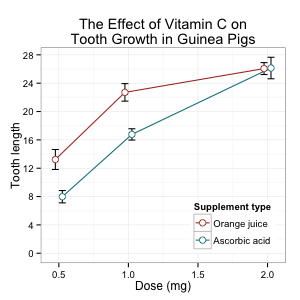 The Effect of Vitamin C on
Tooth Growth in Guinea Pigs
Tooth length
28
24
20
16
12
8
4
0
Supplement type
Orange juice
Ascorbic acid
0.5
1.0
1.5
2.0
Dose (mg)